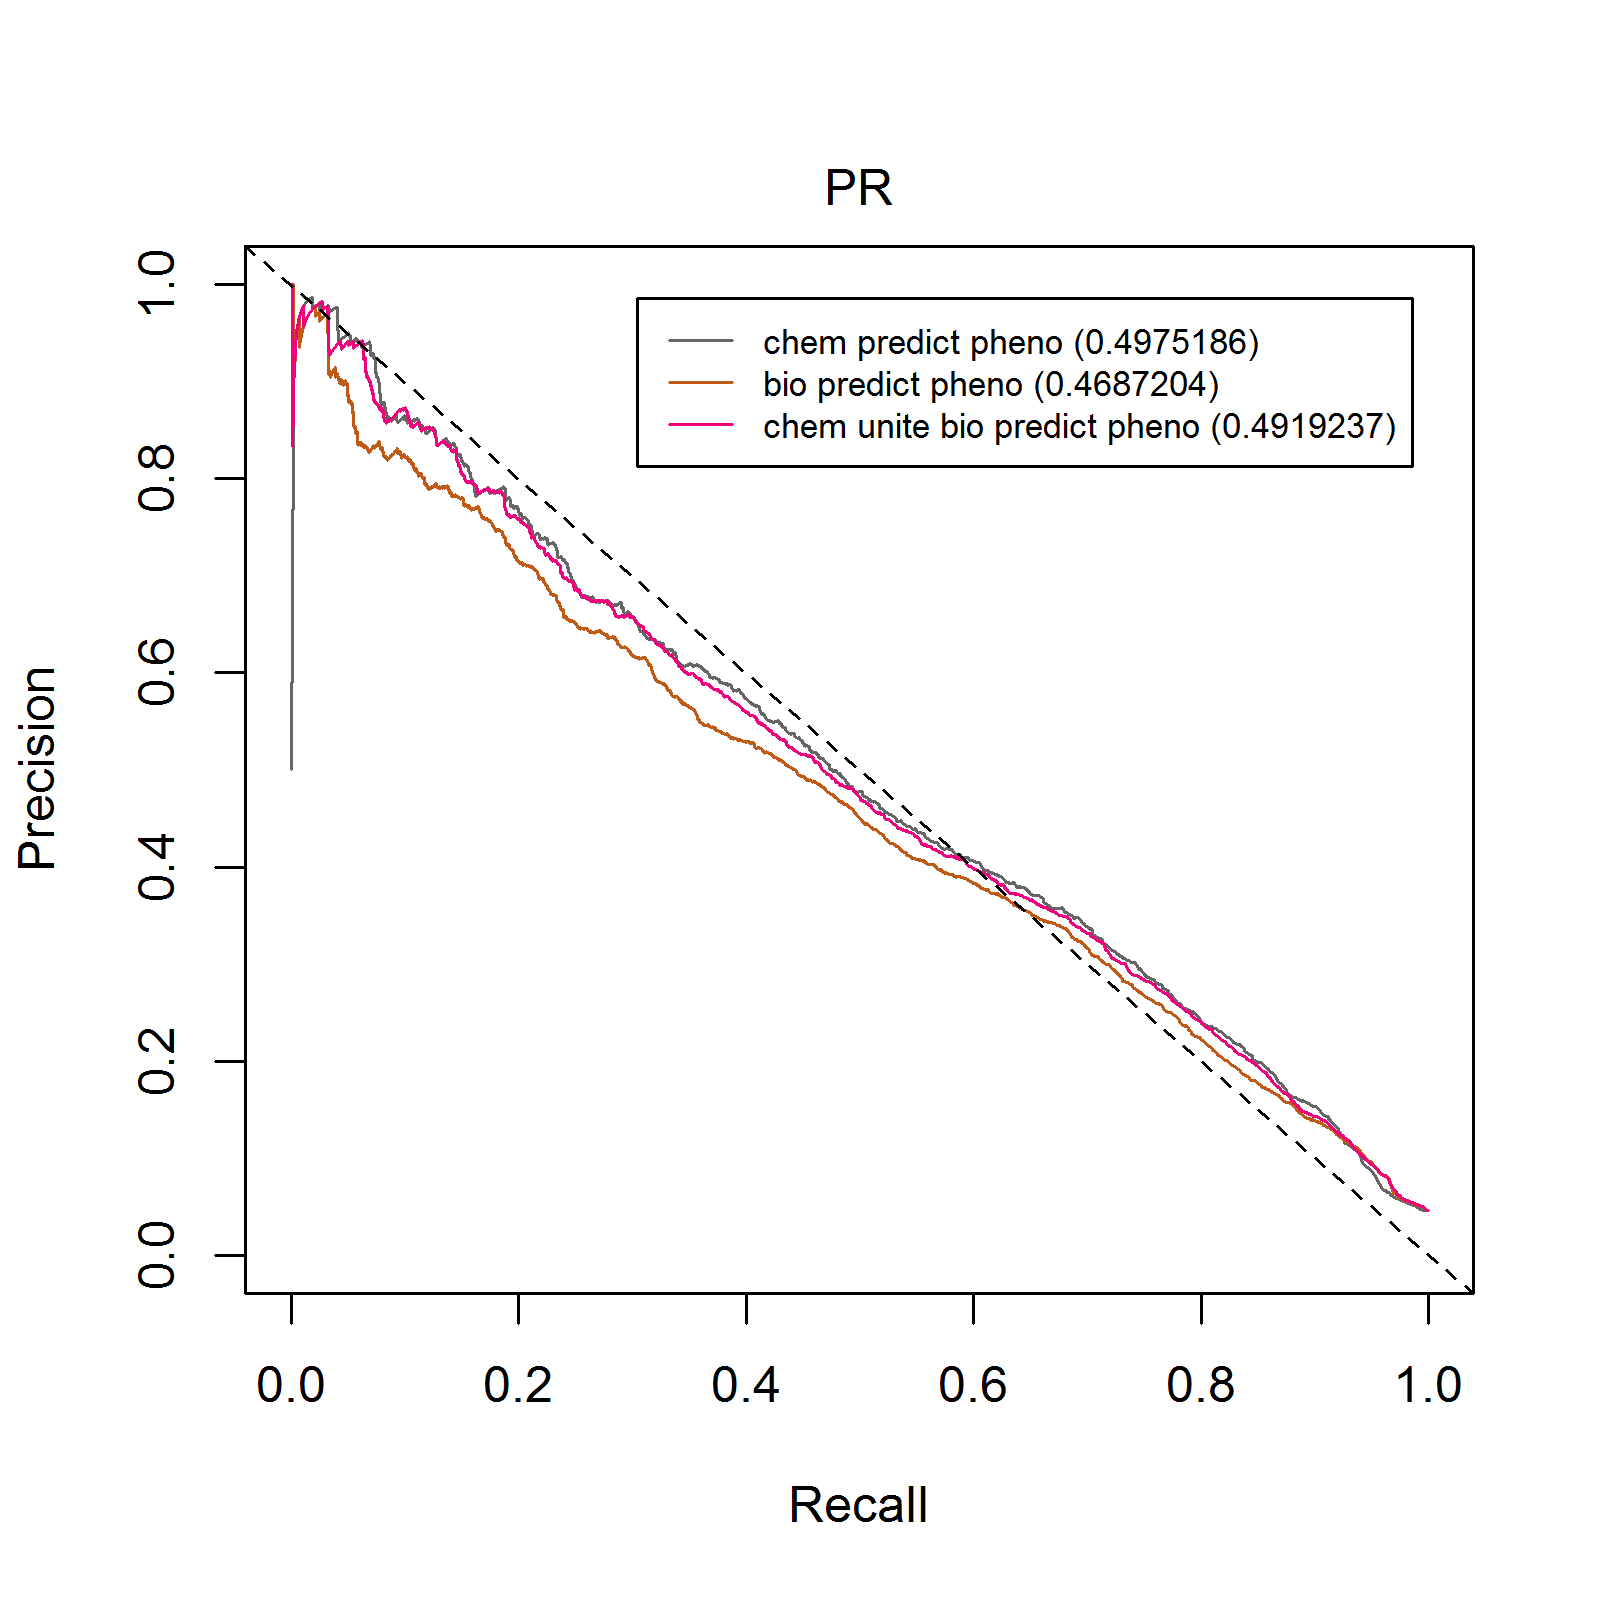 PR
chem predict pheno (0.4975186)
bio predict pheno (0.4687204)
chem unite bio predict pheno (0.4919237)
Precision
1.0
0.8
0.6
0.4
0.2
0.0
0.0 0.2 0.4 0.6 0.8 1.0
Recall